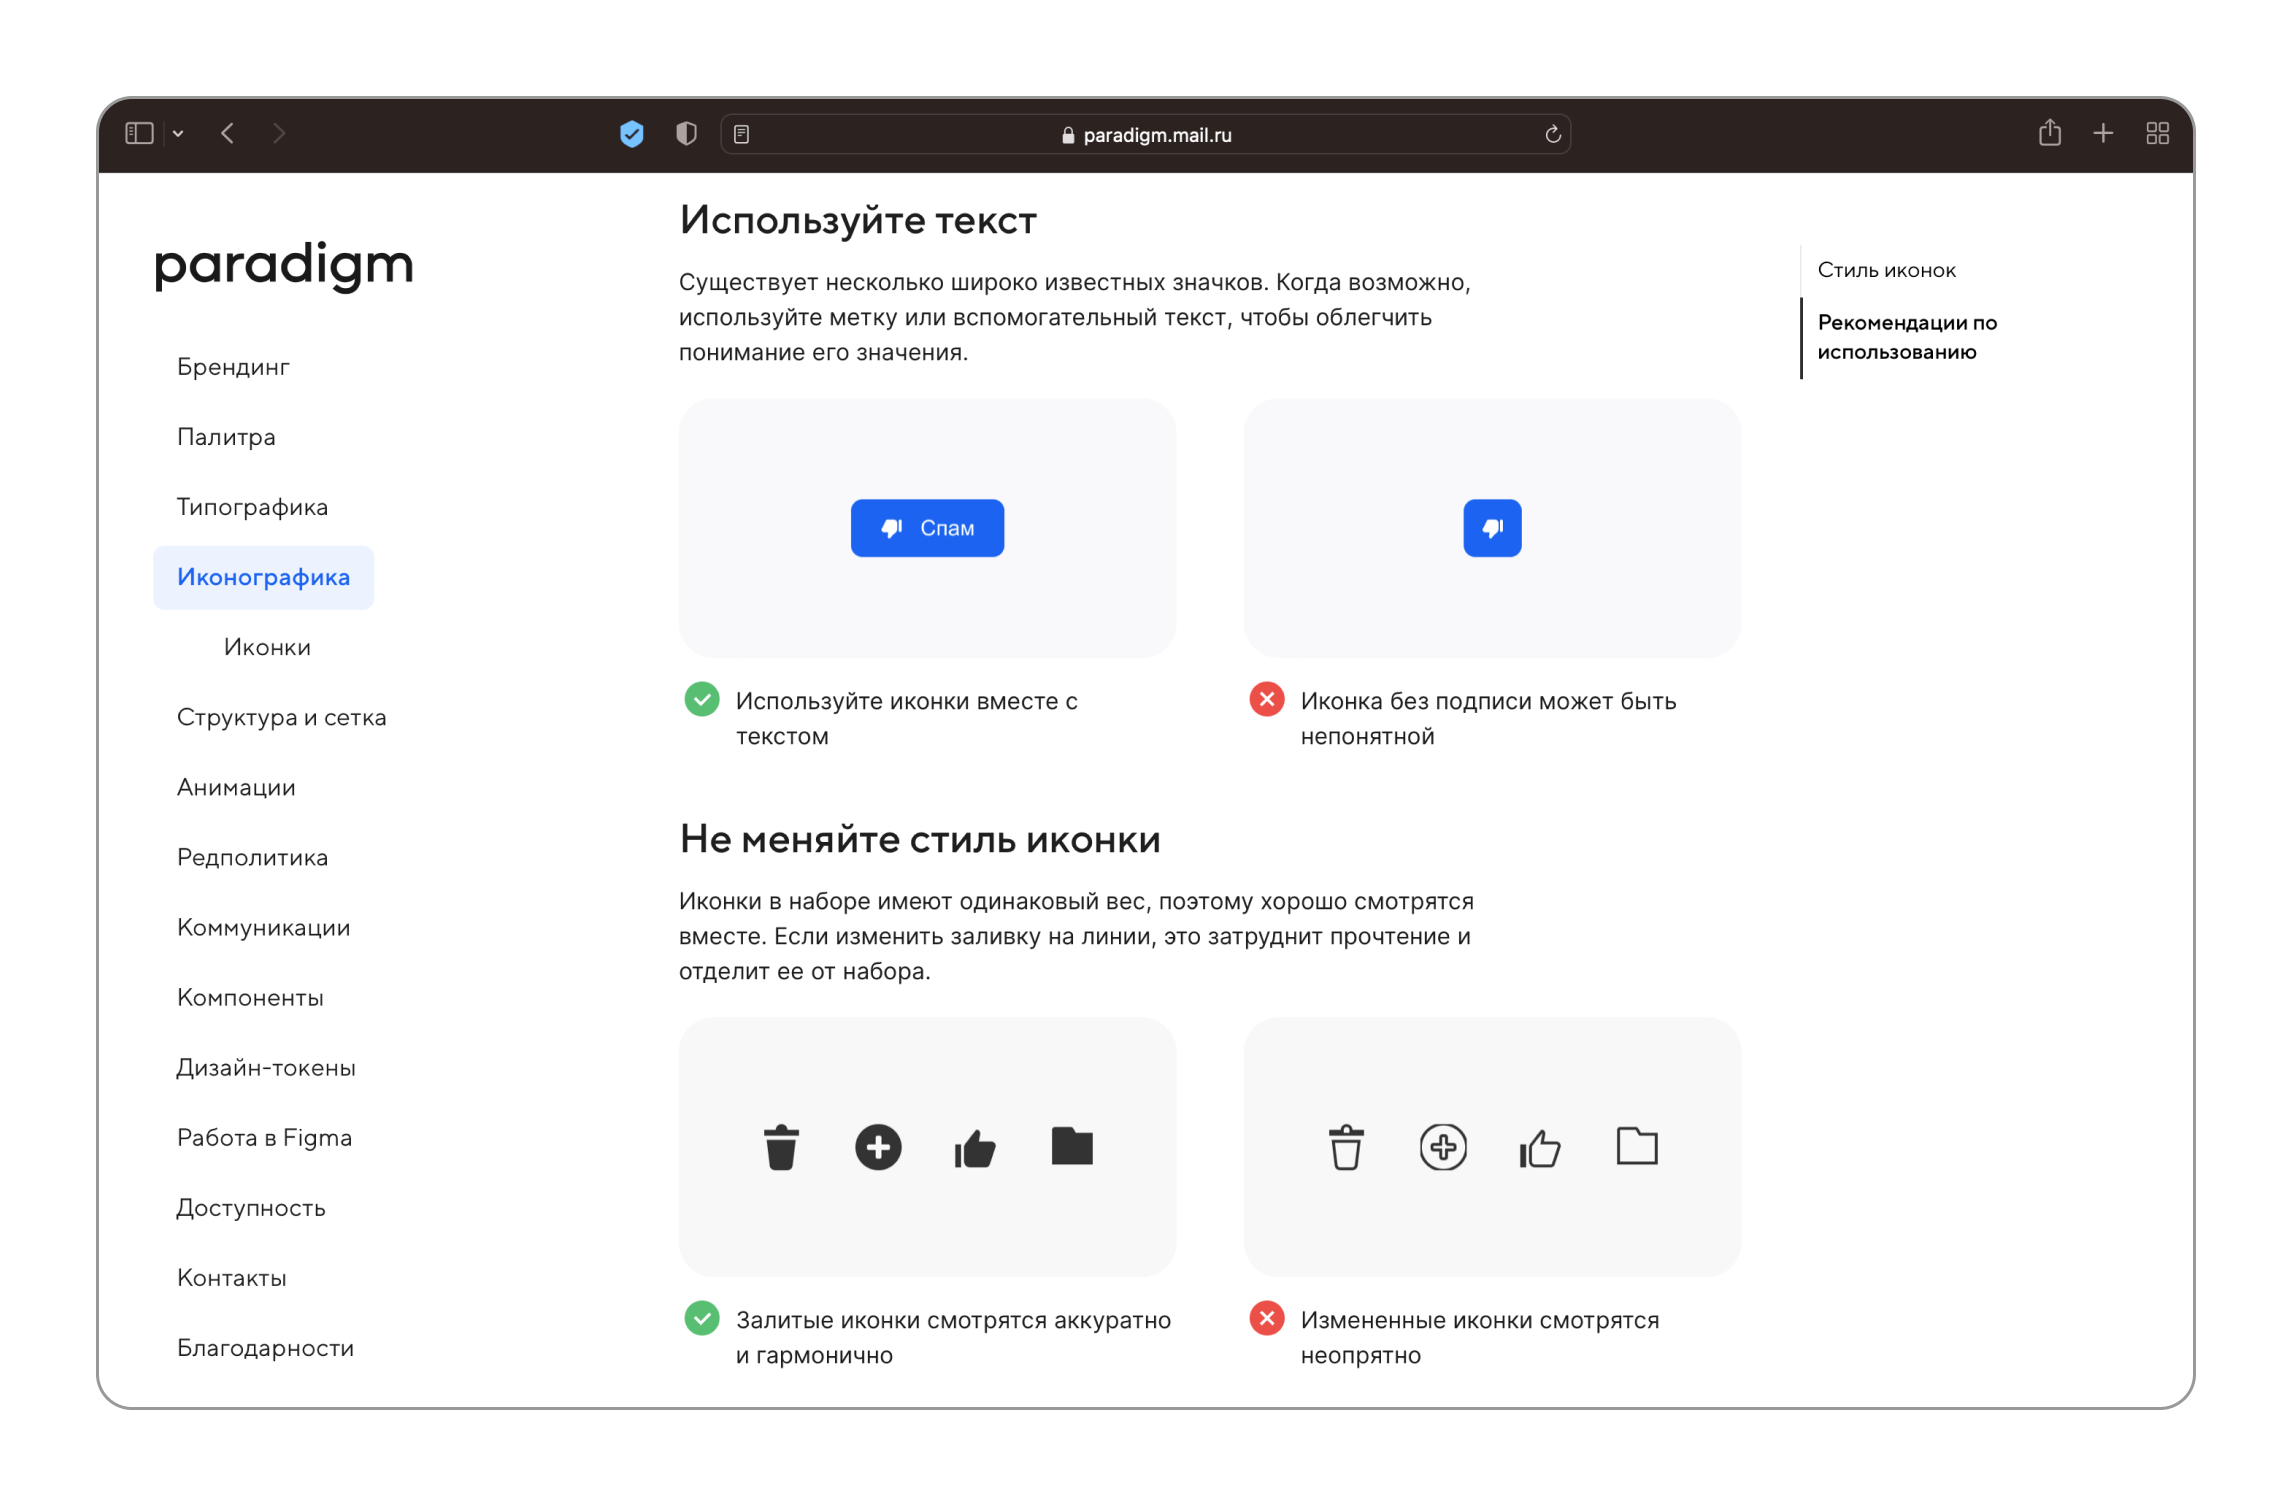 paradigm.mail.ru
paradigm
Брендинг
Палитра
Типографика
Иконографика
Иконки
Структура и сетка
Анимации
Редполитика
Коммуникации
Компоненты
Дизайн-токены
Работа в Figma
Доступность
Контакты
Благодарности
Используйте текст
Существует несколько широко известных значков. Когда возможно,
используйте метку или вспомогательный текст, чтобы облегчить
понимание его значения.
Спам
Используйте иконки вместе с
текстом
Иконка без подписи может быть
непонятной
Не меняйте стиль иконки
Иконки в наборе имеют одинаковый вес, поэтому хорошо смотрятся
вместе. Если изменить заливку на линии, это затруднит прочтение и
отделит ее от набора.
Залитые иконки смотрятся аккуратно
и гармонично
Измененные иконки смотрятся
неопрятно
Стиль иконок
Рекомендации по
использованию